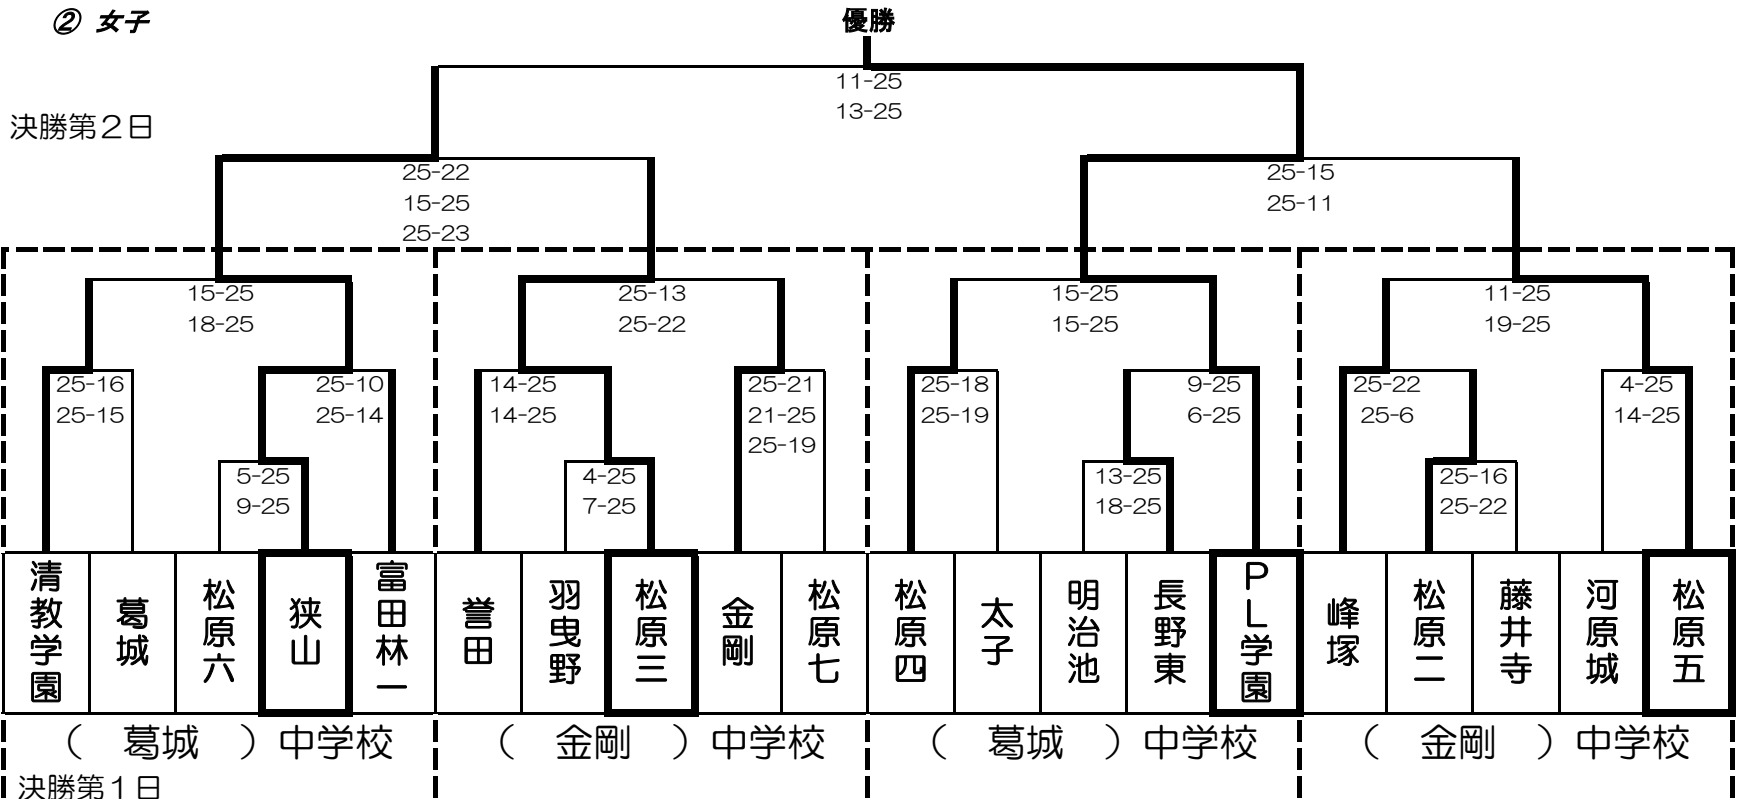 ② 女子
優勝
11-25
13-25
決勝第２日
25-22
15-25
25-23
25-15
25-11
15-25
18-25
25-13
25-22
15-25
15-25
11-25
19-25
25-16
25-15
25-10
25-14
14-25
14-25
25-21
21-25
25-19
25-18
25-19
9-25
6-25
25-22
25-6
4-25
14-25
5-25
9-25
4-25
7-25
13-25
18-25
25-16
25-22
清教学園
葛城
松原六
狭山
富田林一
誉田
羽曳野
松原三
金剛
松原七
松原四
太子
明治池
長野東
ＰＬ学園
峰塚
松原二
藤井寺
河原城
松原五
（　葛城　）中学校
（　金剛　）中学校
（　葛城　）中学校
（　金剛　）中学校
決勝第１日